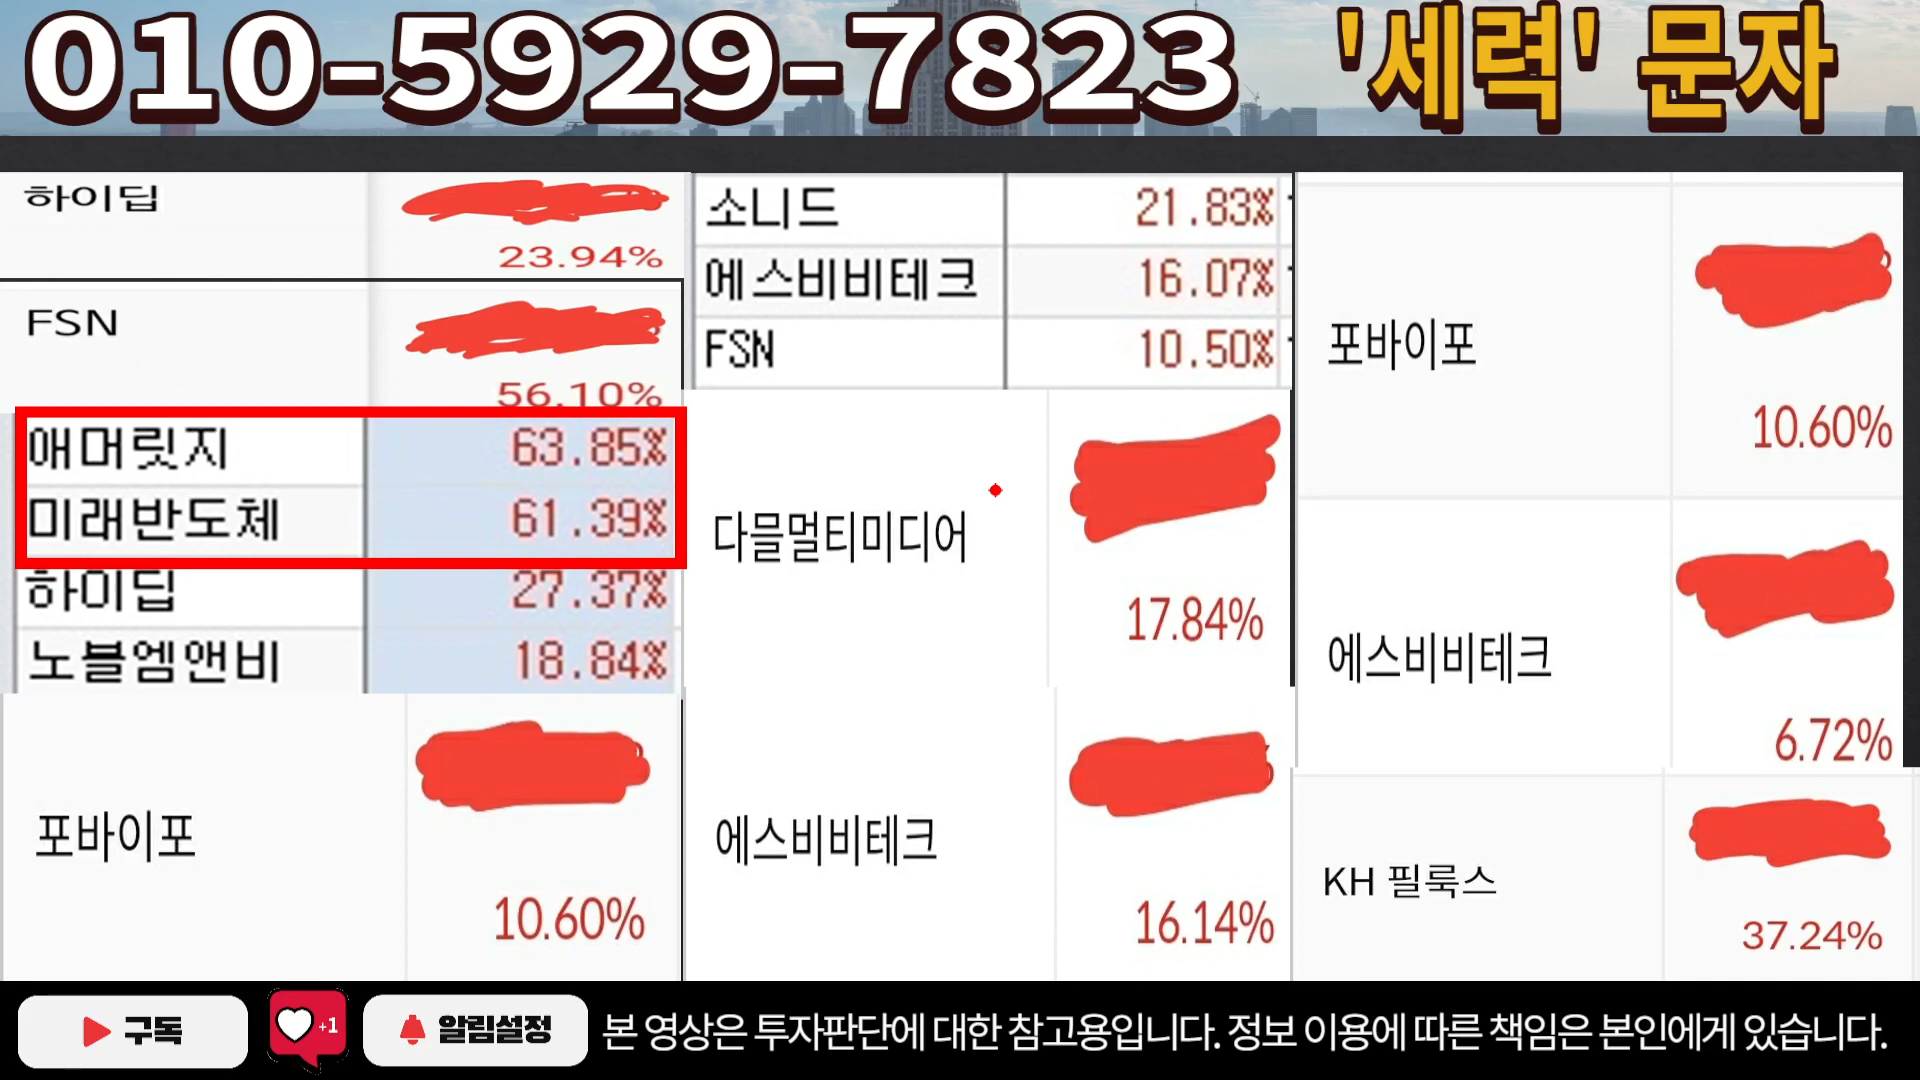 010-5929-7823 '세력' 문자
하이딥
23.94%
FSN
56.10%
애머릿지 63.85%
미래반도체 61.39%
하이딥 27.37%
노블엠앤비 18.84%
포바이포
10.60%
소니드 21.83%
에스비비테크 16.07%
FSN 10.50%
다믈멀티미디어
17.84%
에스비비테크
16.14%
포바이포
10.60%
에스비비테크
6.72%
KH 필룩스
37.24%
구독 +1 알림설정 본 영상은 투자판단에 대한 참고용입니다. 정보 이용에 따른 책임은 본인에게 있습니다.